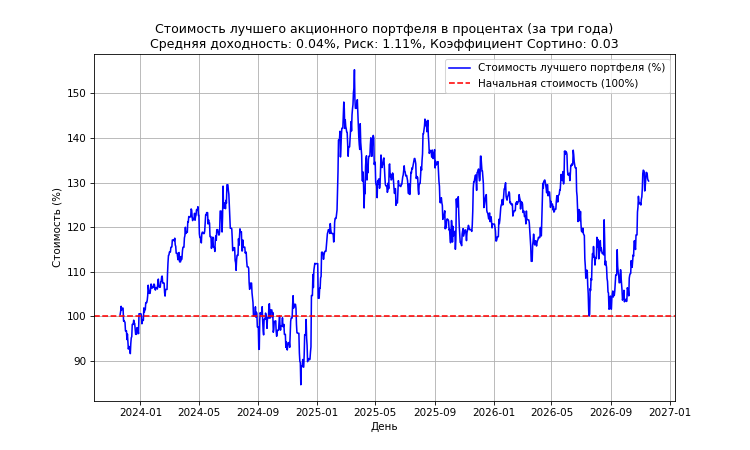 Стоимость лучшего акционного портфеля в процентах (за три года)
Средняя доходность: 0.04%, Риск: 1.11%, Коэффициент Сортино: 0.03
Стоимость лучшего портфеля (%)
Начальная стоимость (100%)
Стоимость (%)
150
140
130
120
110
100
90
2024-01 2024-05 2024-09 2025-01 2025-05 2025-09 2026-01 2026-05 2026-09 2027-01
День